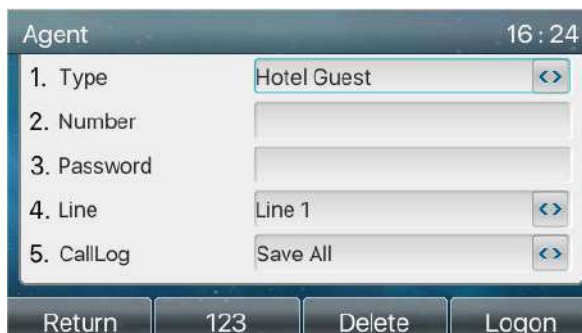 Agent 16:24
1. Type Hotel Guest <>
2. Number
3. Password
4. Line Line 1 <>
5. CallLog Save All <>
Return 123 Delete Logon